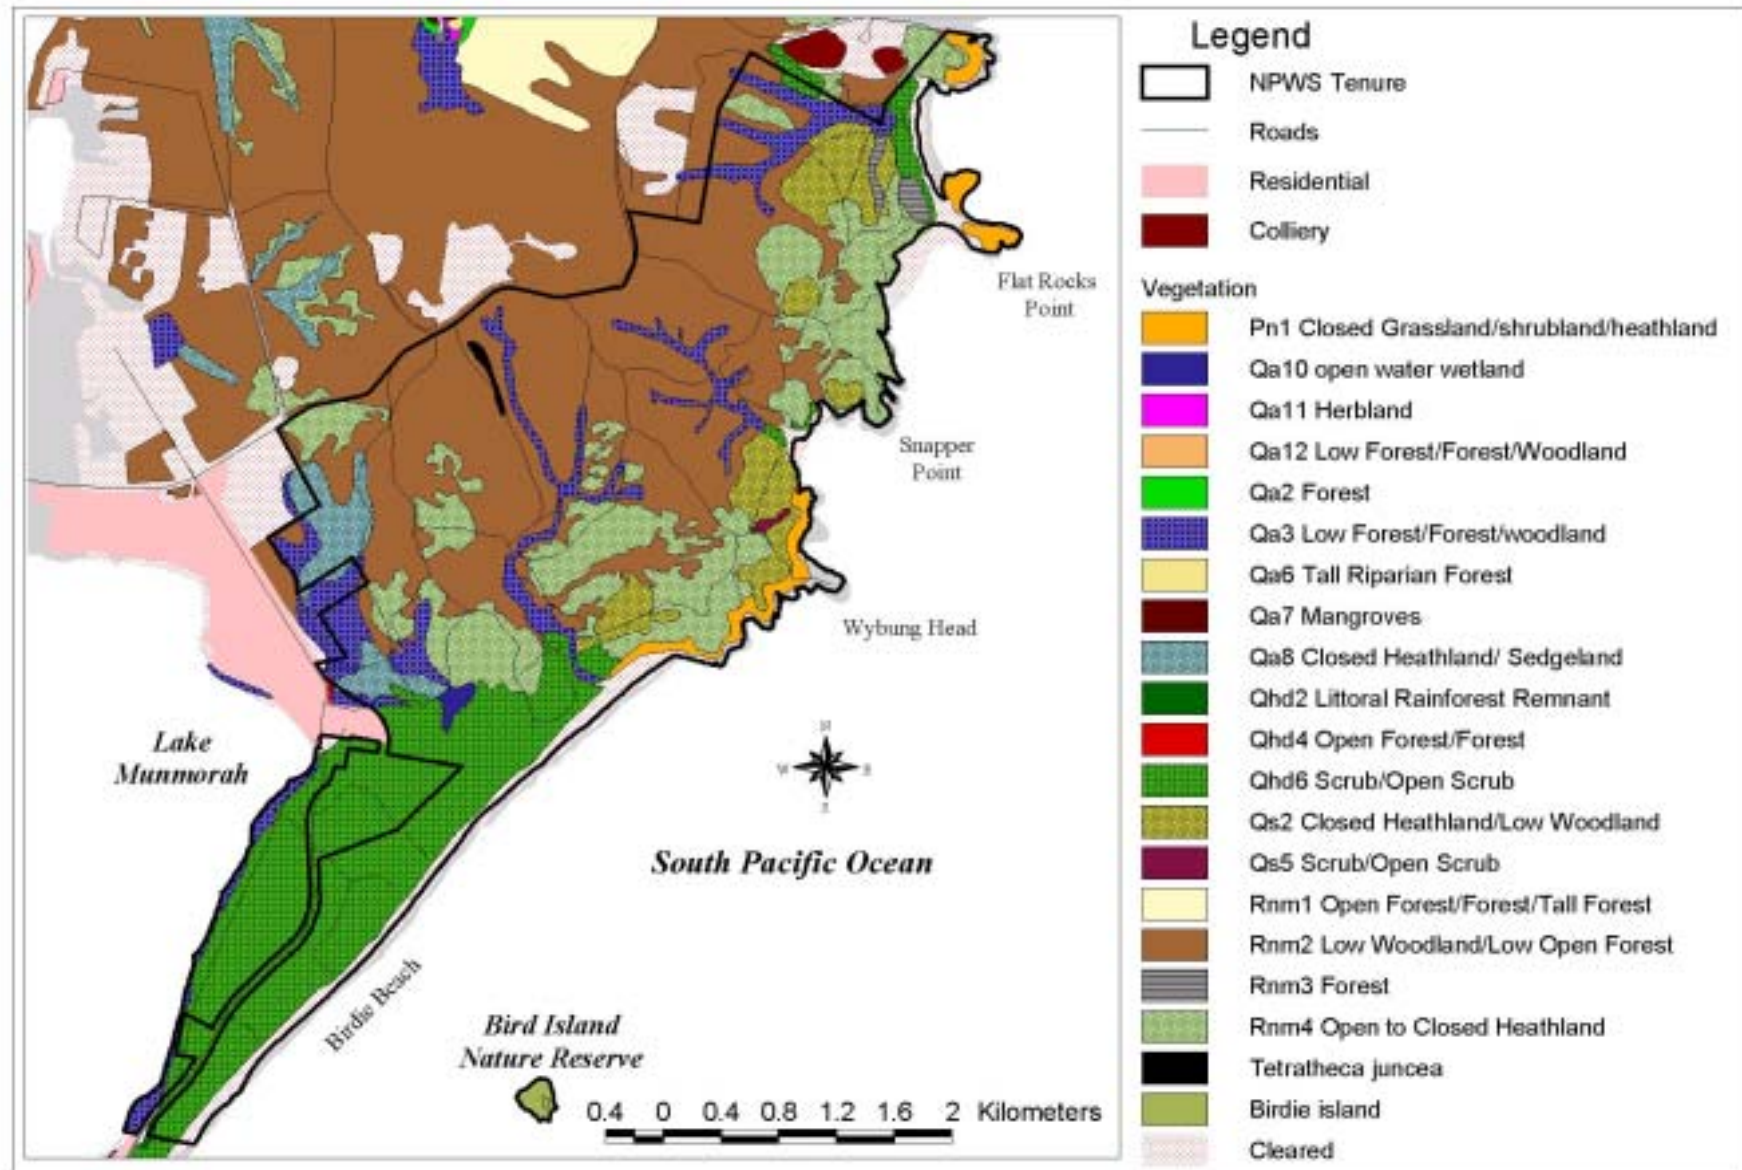 Legend
NPWS Tenure
Roads
Residential
Colliery
Vegetation
Pn1 Closed Grassland/shrubland/heathland
Qa10 open water wetland
Qa11 Herbland
Qa12 Low Forest/Forest/Woodland
Qa2 Forest
Qa3 Low Forest/Forest/woodland
Qa6 Tall Riparian Forest
Qa7 Mangroves
Qa8 Closed Heathland/ Sedgeland
Qhd2 Littoral Rainforest Remnant
Qhd4 Open Forest/Forest
Qhd6 Scrub/Open Scrub
Qs2 Closed Heathland/Low Woodland
Qs5 Scrub/Open Scrub
Rnm1 Open Forest/Forest/Tall Forest
Rnm2 Low Woodland/Low Open Forest
Rnm3 Forest
Rnm4 Open to Closed Heathland
Tetratheca juncea
Birdie island
Cleared
Flat Rocks
Point
Snapper
Point
Wybung Head
Lake
Munmorah
N
W
E
S
South Pacific Ocean
Birdie Beach
Bird Island
Nature Reserve
0.4 0 0.4 0.8 1.2 1.6 2 Kilometers